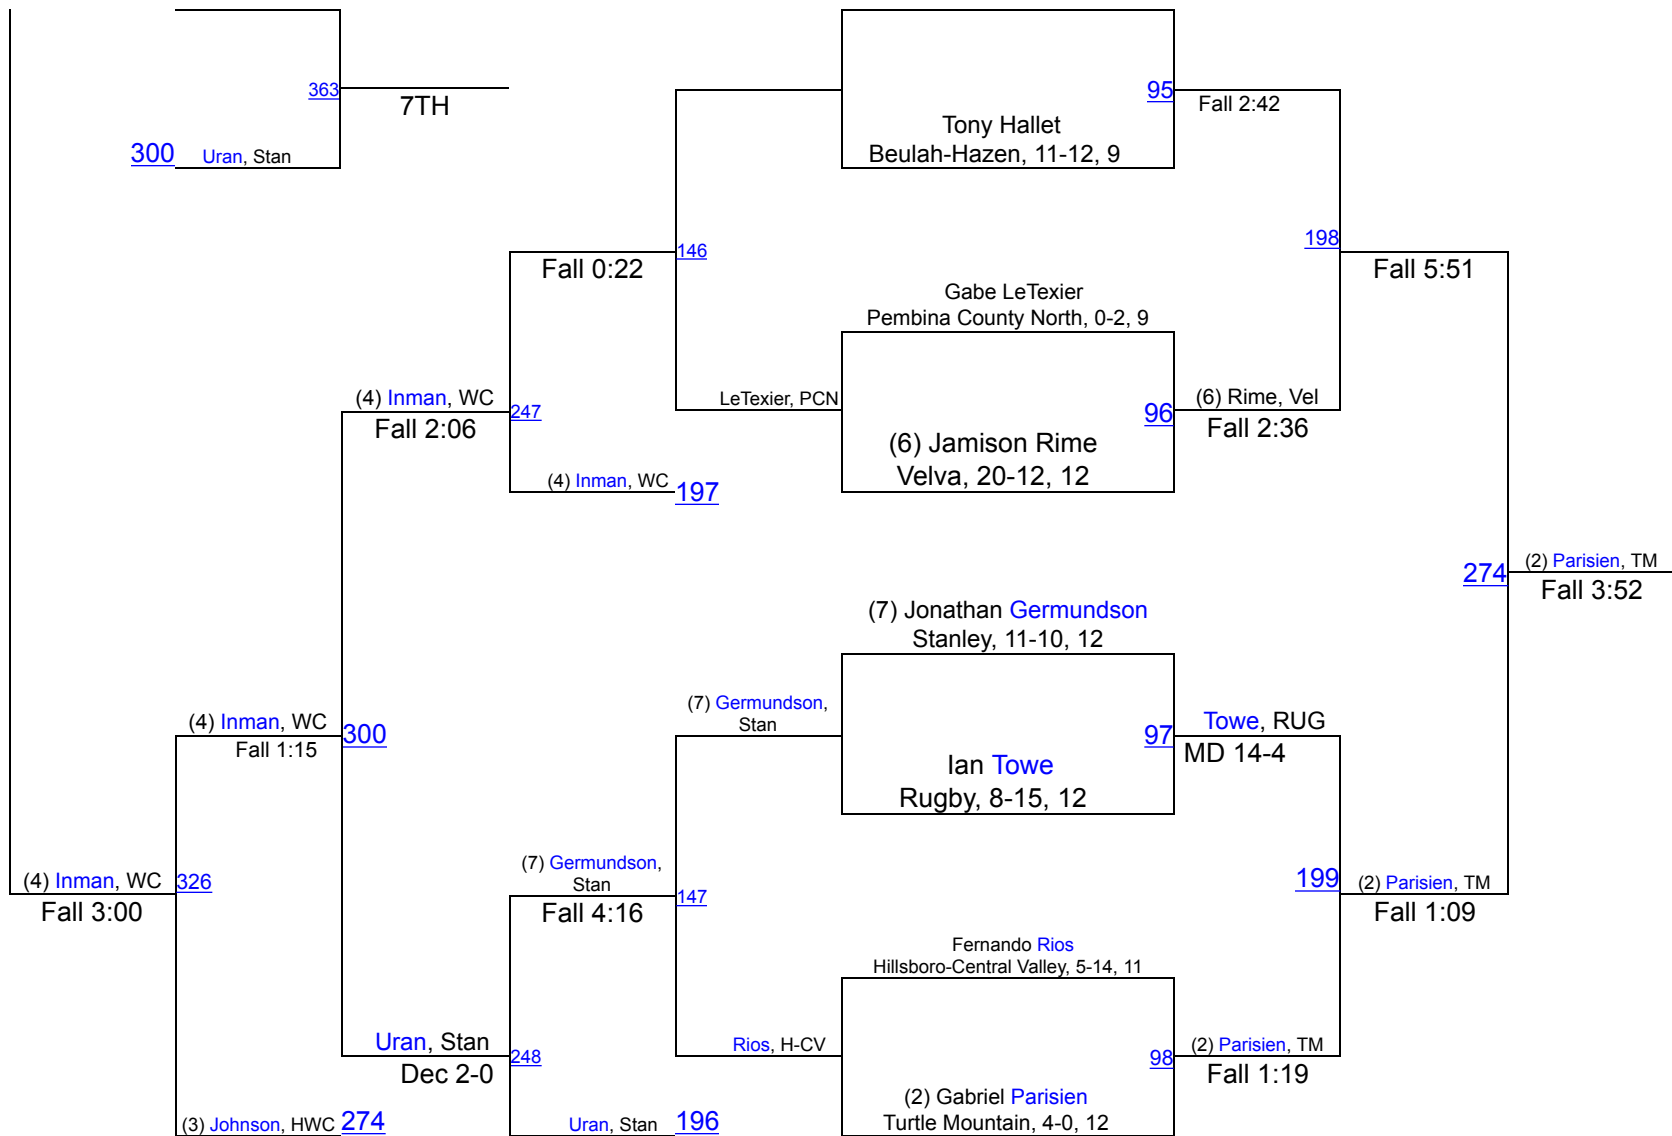 363
7TH
95
Fall 2:42
Tony Hallet
Beulah-Hazen, 11-12, 9
300
Uran, Stan
146
198
Fall 0:22
Fall 5:51
Gabe LeTexier
Pembina County North, 0-2, 9
(4) Inman, WC
247
Fall 2:06
LeTexier, PCN
96
(6) Rime, Vel
Fall 2:36
(6) Jamison Rime
Velva, 20-12, 12
(4) Inman, WC
197
274
(2) Parisien, TM
Fall 3:52
(7) Jonathan Germundson
Stanley, 11-10, 12
(7) Germundson,
Stan
(4) Inman, WC
300
Fall 1:15
97
Towe, RUG
MD 14-4
Ian Towe
Rugby, 8-15, 12
(7) Germundson,
Stan
147
Fall 4:16
(4) Inman, WC
326
Fall 3:00
199
(2) Parisien, TM
Fall 1:09
Fernando Rios
Hillsboro-Central Valley, 5-14, 11
Uran, Stan
248
Dec 2-0
Rios, H-CV
98
(2) Parisien, TM
Fall 1:19
(2) Gabriel Parisien
Turtle Mountain, 4-0, 12
(3) Johnson, HWC
274
Uran, Stan
196